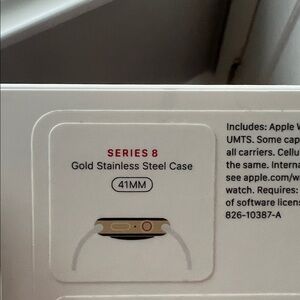 SERIES 8
Gold Stainless Steel Case
41MM
Includes: Apple W
UMTS. Some cap
all carriers. Cellu
the same. Interna
see apple.com/w
watch. Requires:
of software licens
826-10387-A